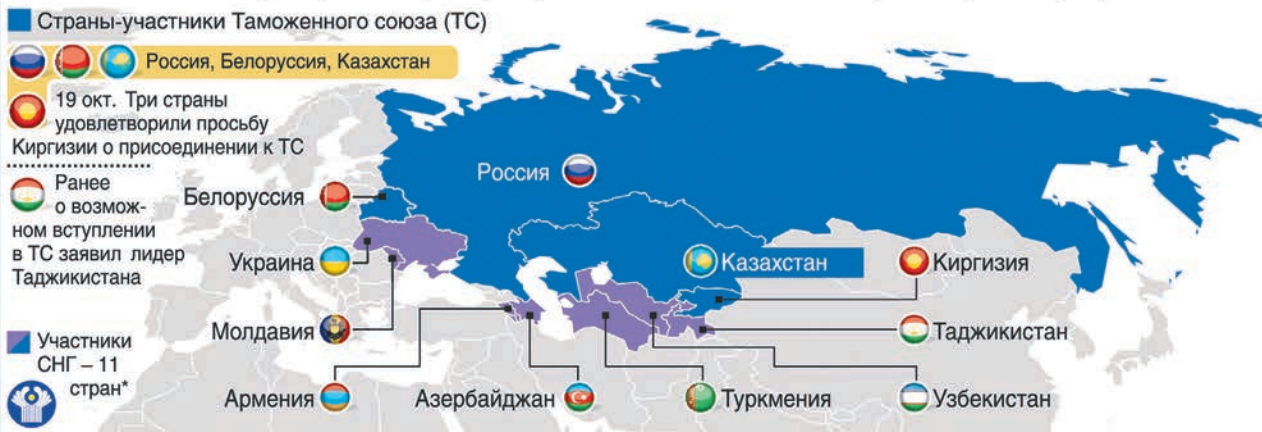 Страны-участники Таможенного союза (ТС)
Россия, Белоруссия, Казахстан
19 окт. Три страны
удовлетворили просьбу
Киргизии о присоединении к ТС
Ранее
о возмож-
ном вступлении
в ТС заявил лидер
Таджикистана
Участники
СНГ – 11
стран*
Россия
Белоруссия
Украина
Казахстан
Киргизия
Молдавия
Таджикистан
Армения
Азербайджан
Туркмения
Узбекистан